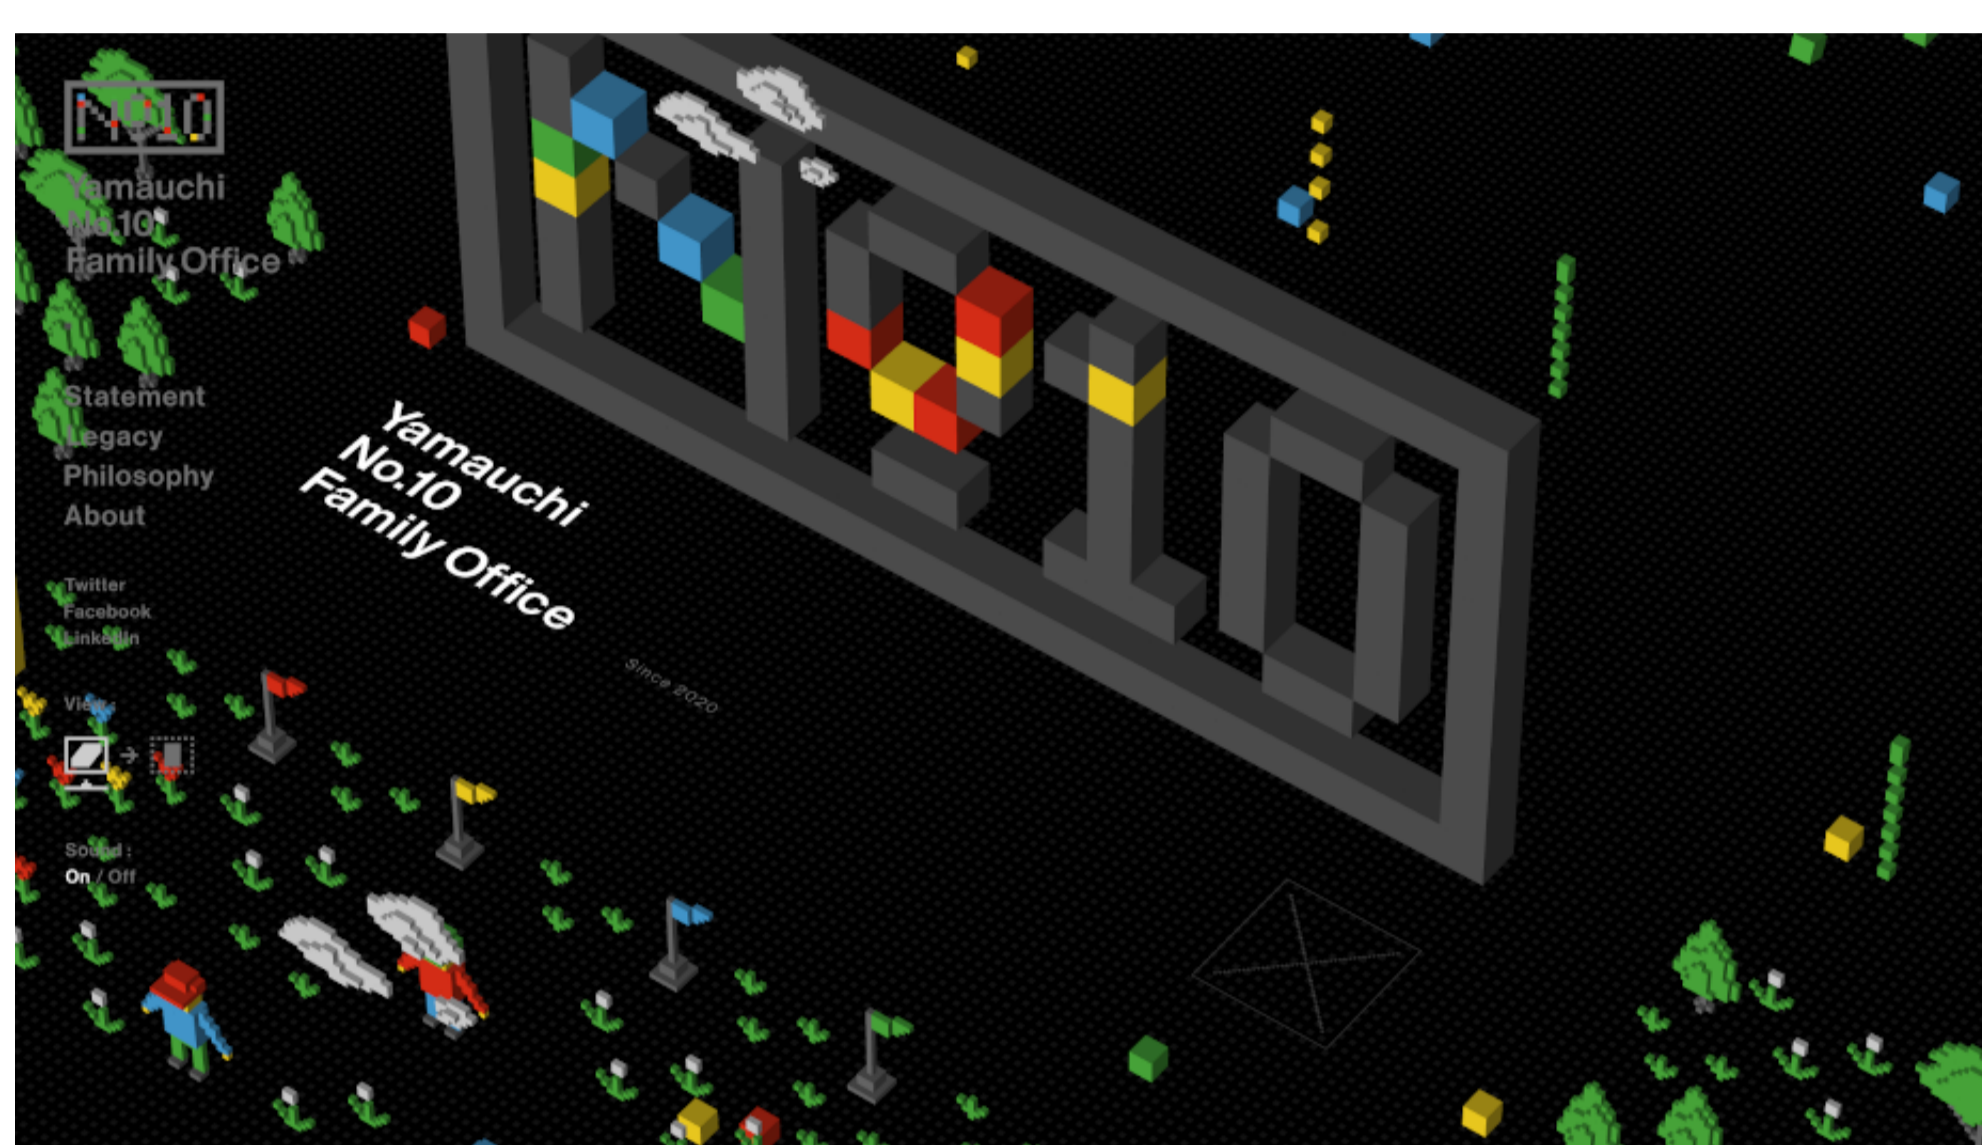 Nº10
Yamauchi
No.10
Family Office
Statement
Legacy
Philosophy
About
Twitter
Facebook
LinkedIn
View :
Sound :
On / Off
Nº10
Yamauchi
No.10
Family Office
Since 2020